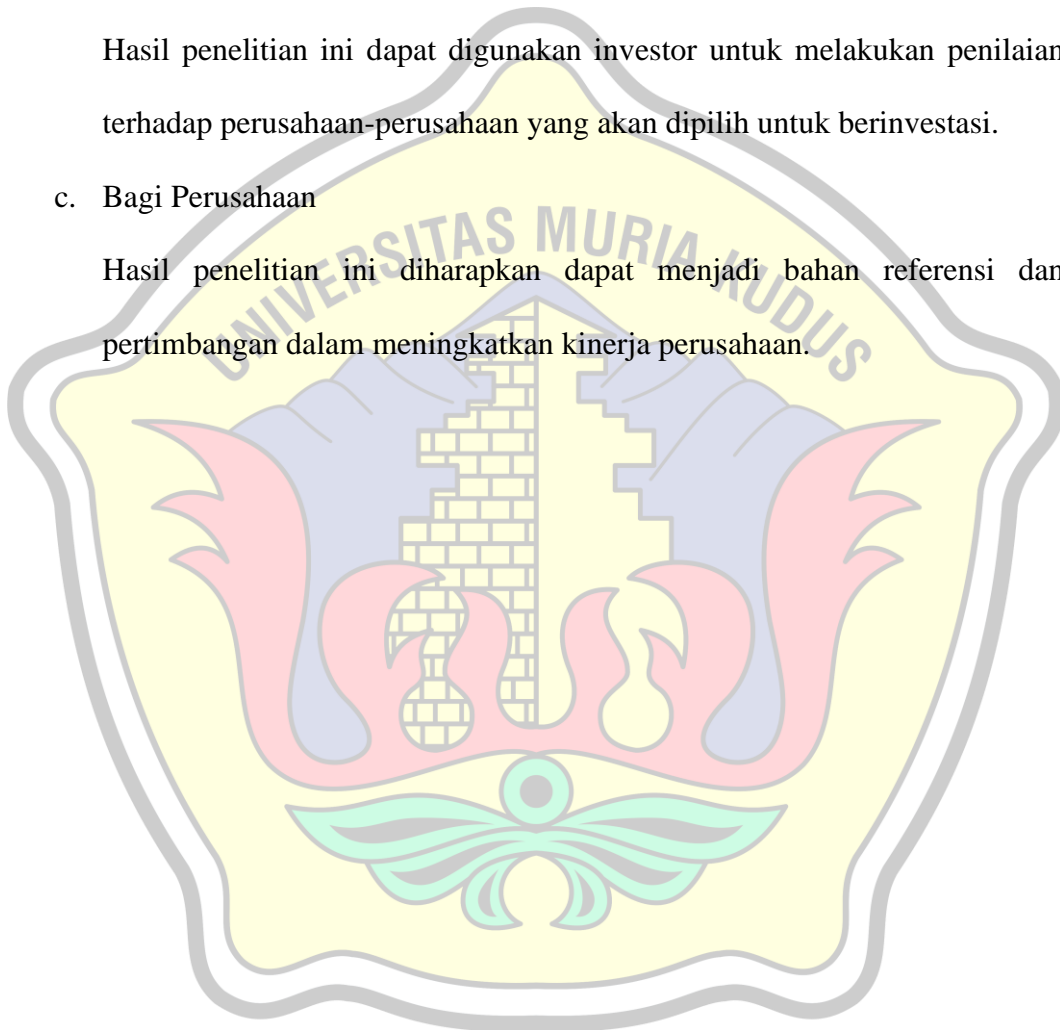 Hasil penelitian ini dapat digunakan investor untuk melakukan penilaian
terhadap perusahaan-perusahaan yang akan dipilih untuk berinvestasi.
c. Bagi Perusahaan
UNIVERSITAS MURIA KUDUS
Hasil penelitian ini diharapkan dapat menjadi bahan referensi dan
pertimbangan dalam meningkatkan kinerja perusahaan.